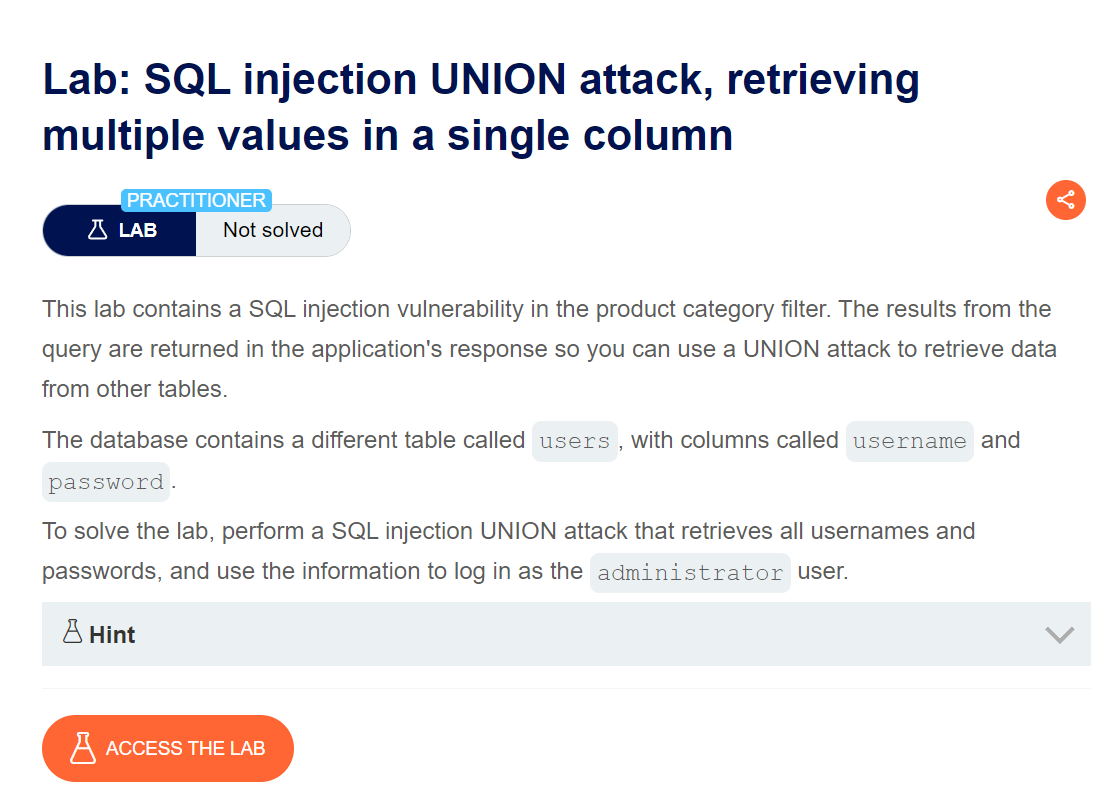 Lab: SQL injection UNION attack, retrieving
multiple values in a single column
PRACTITIONER
LAB
Not solved
This lab contains a SQL injection vulnerability in the product category filter. The results from the
query are returned in the application's response so you can use a UNION attack to retrieve data
from other tables.
The database contains a different table called users, with columns called username and
password.
To solve the lab, perform a SQL injection UNION attack that retrieves all usernames and
passwords, and use the information to log in as the administrator user.
Hint
ACCESS THE LAB